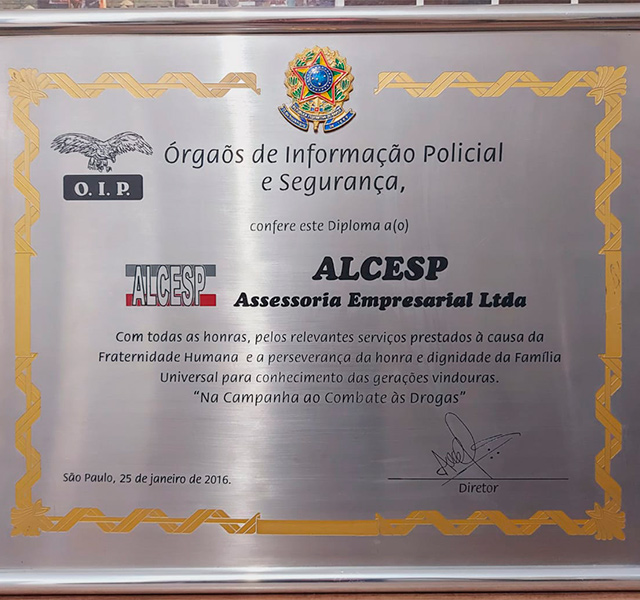 Órgaõs de Informação Policial
e Segurança,
O. I. P.
confere este Diploma a(o)
ALCESP
ALCESP
Assessoria Empresarial Ltda
Com todas as honras, pelos relevantes serviços prestados à causa da
Fraternidade Humana e a perseverança da honra e dignidade da Família
Universal para conhecimento das gerações vindouras.
“Na Campanha ao Combate às Drogas”
São Paulo, 25 de janeiro de 2016.
Diretor